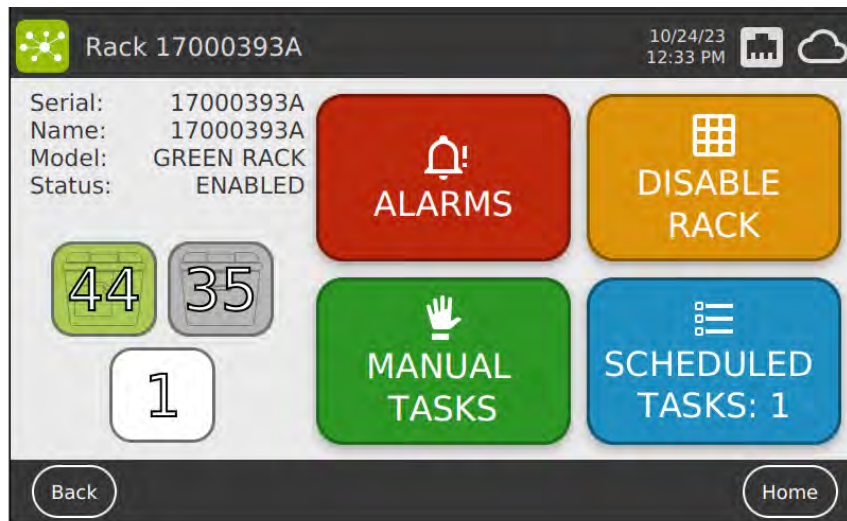 Rack 17000393A
10/24/23
12:33 PM
Serial: 17000393A
Name: 17000393A
Model: GREEN RACK
Status: ENABLED
44 35
1
ALARMS
DISABLE
RACK
MANUAL
TASKS
SCHEDULED
TASKS: 1
Back
Home